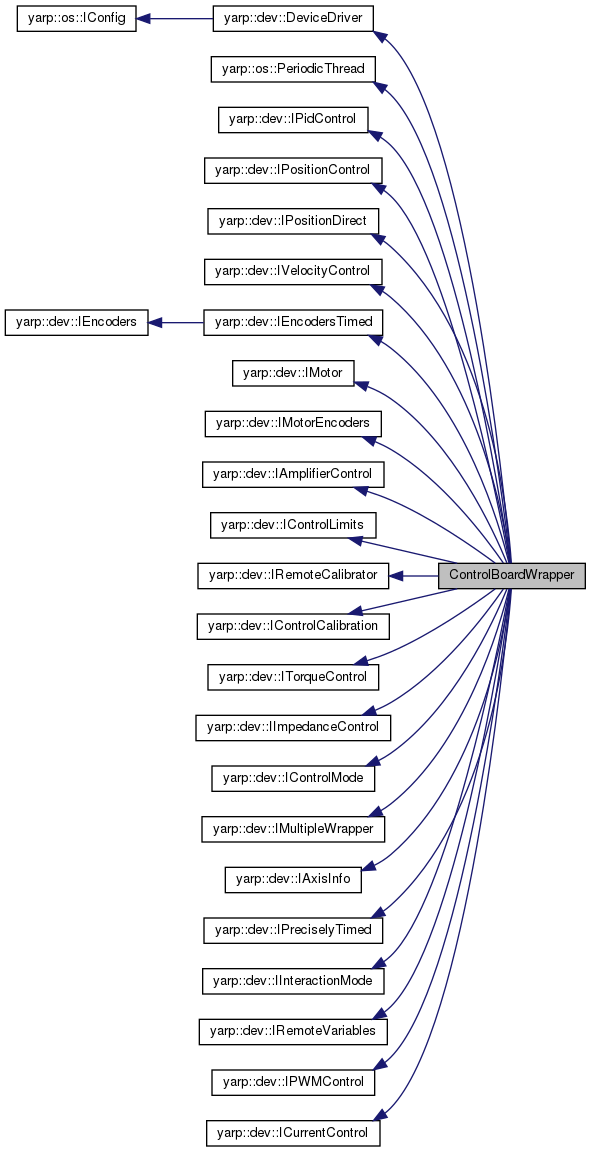 yarp::os::IConfig
yarp::dev::DeviceDriver
yarp::os::PeriodicThread
yarp::dev::IPidControl
yarp::dev::IPositionControl
yarp::dev::IPositionDirect
yarp::dev::IVelocityControl
yarp::dev::IEncoders
yarp::dev::IEncodersTimed
yarp::dev::IMotor
yarp::dev::IMotorEncoders
yarp::dev::IAmplifierControl
yarp::dev::IControlLimits
yarp::dev::IRemoteCalibrator
ControlBoardWrapper
yarp::dev::IControlCalibration
yarp::dev::ITorqueControl
yarp::dev::IImpedanceControl
yarp::dev::IControlMode
yarp::dev::IMultipleWrapper
yarp::dev::IAxisInfo
yarp::dev::IPreciselyTimed
yarp::dev::IInteractionMode
yarp::dev::IRemoteVariables
yarp::dev::IPWMControl
yarp::dev::ICurrentControl